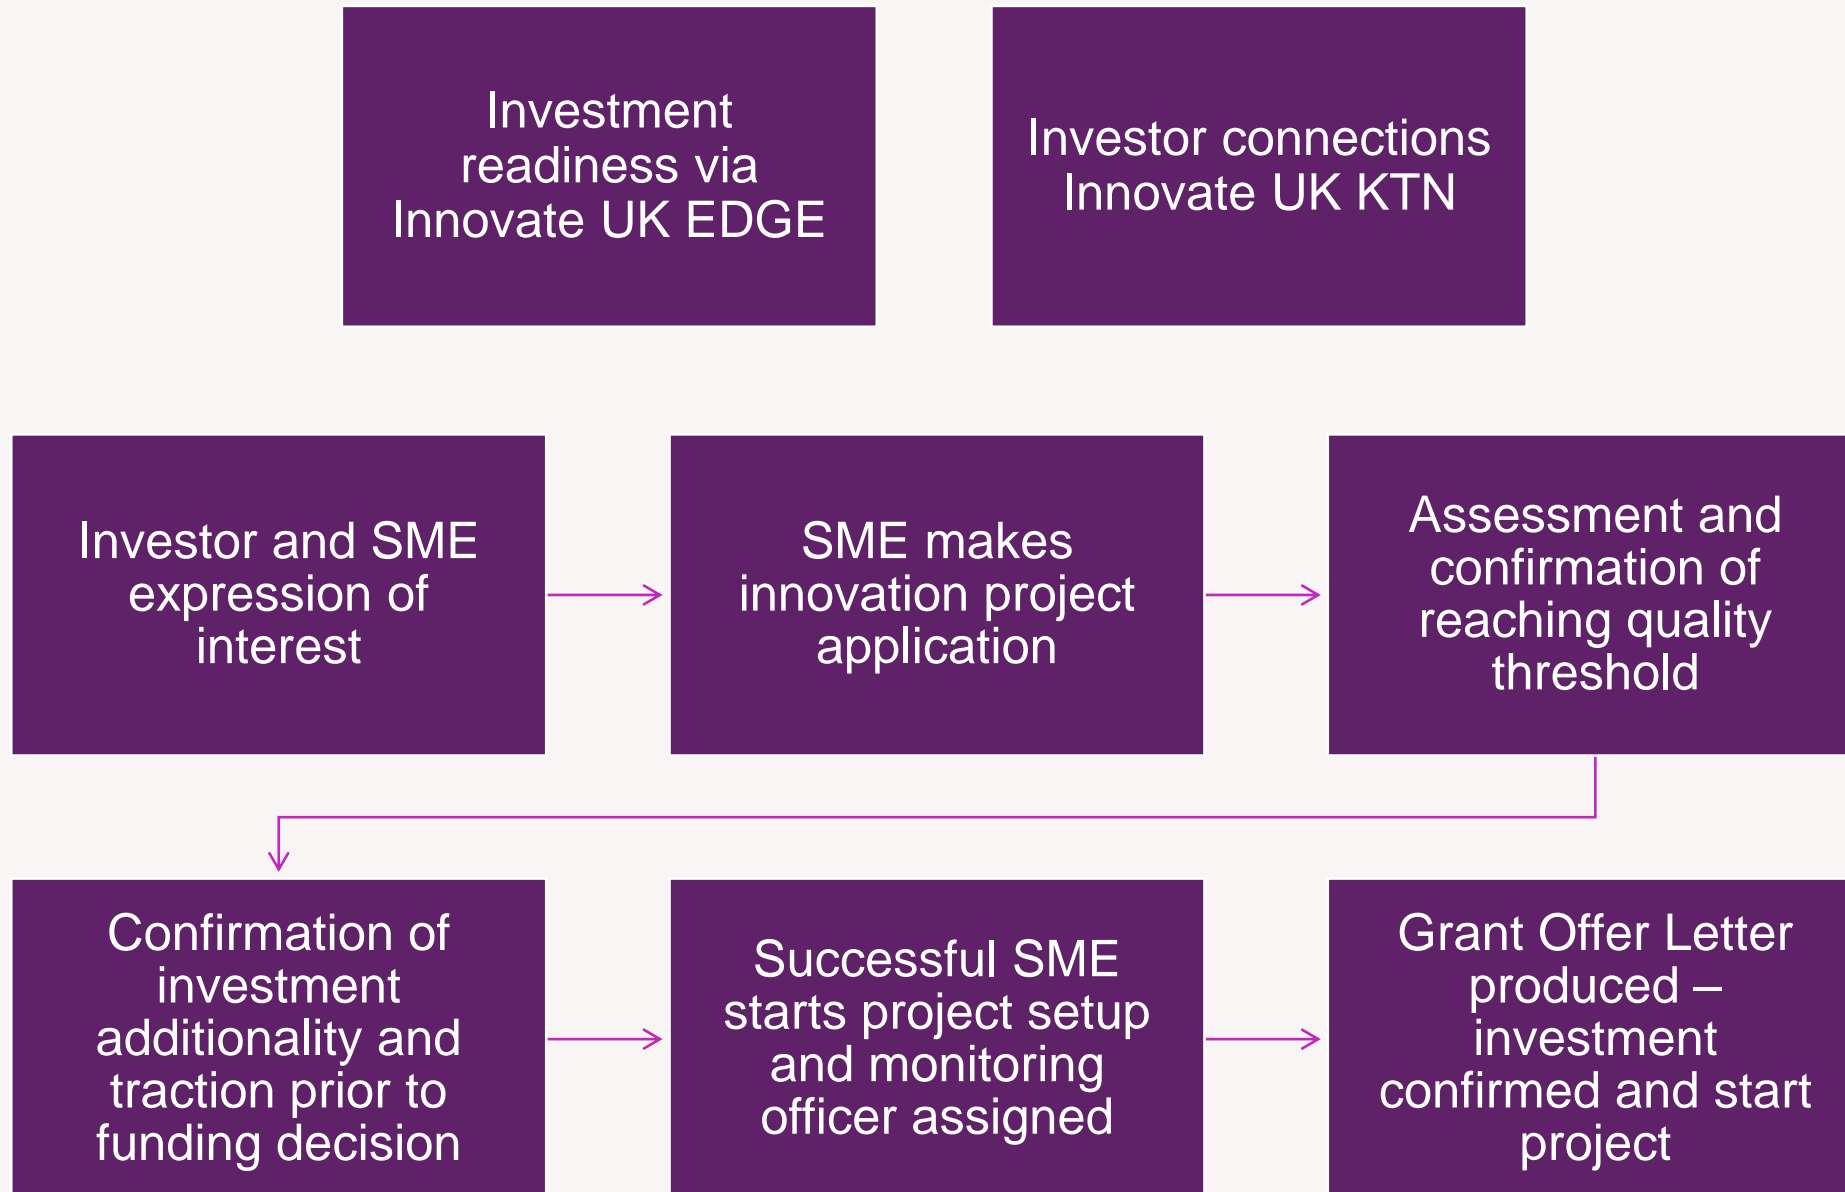 Investment
readiness via
Innovate UK EDGE
Investor connections
Innovate UK KTN
Investor and SME
expression of
interest
SME makes
innovation project
application
Assessment and
confirmation of
reaching quality
threshold
Confirmation of
investment
additionality and
traction prior to
funding decision
Successful SME
starts project setup
and monitoring
officer assigned
Grant Offer Letter
produced –
investment
confirmed and start
project